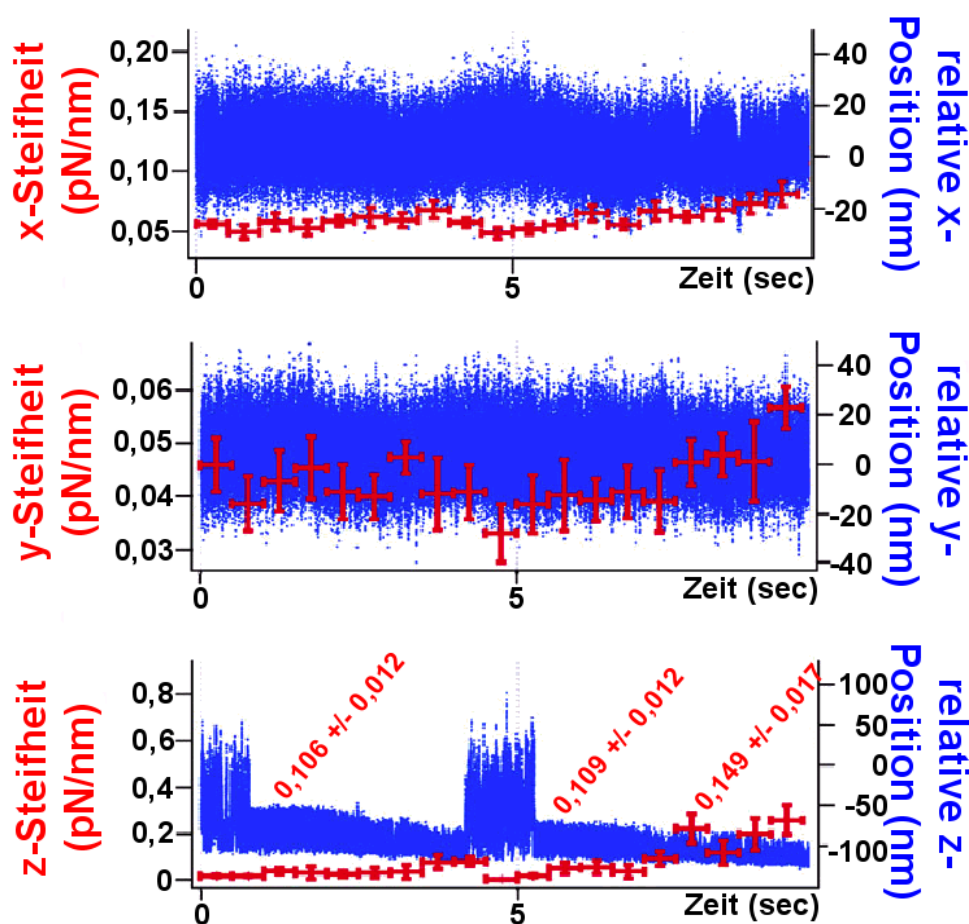 x-Steifheit
(pN/nm)
0,20
0,15
0,10
0,05
40
20
0
-20
relative x-
Position (nm)
0
5
Zeit (sec)
y-Steifheit
(pN/nm)
0,06
0,05
0,04
0,03
40
20
0
-20
-40
relative y-
Position (nm)
0
5
Zeit (sec)
z-Steifheit
(pN/nm)
0,8
0,6
0,4
0,2
0
0,106 +/- 0,012
0,109 +/- 0,012
0,149 +/- 0,017
100
50
0
-50
-100
relative z-
Position (nm)
0
5
Zeit (sec)